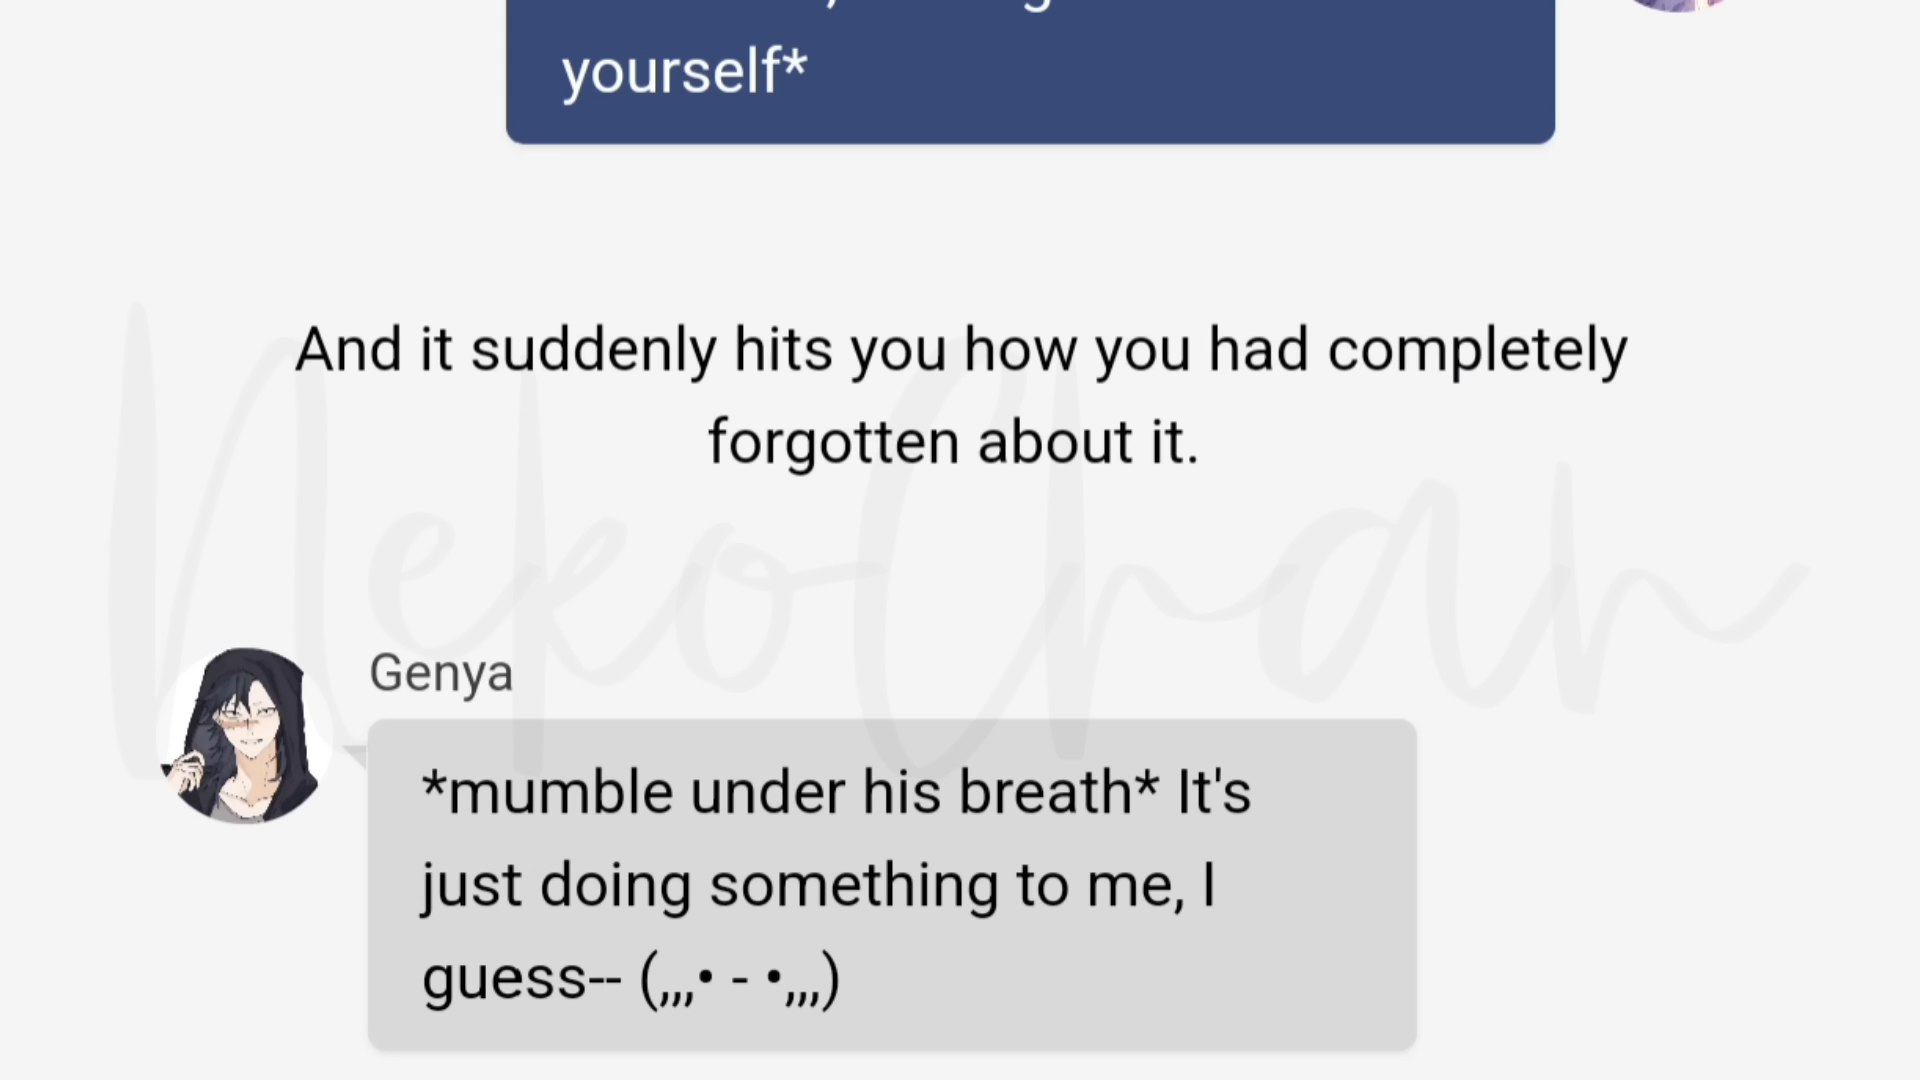 yourself*
And it suddenly hits you how you had completely
forgotten about it.
NekoChan
Genya
*mumble under his breath* It's
just doing something to me, I
guess-- (,,,• - •,,,)